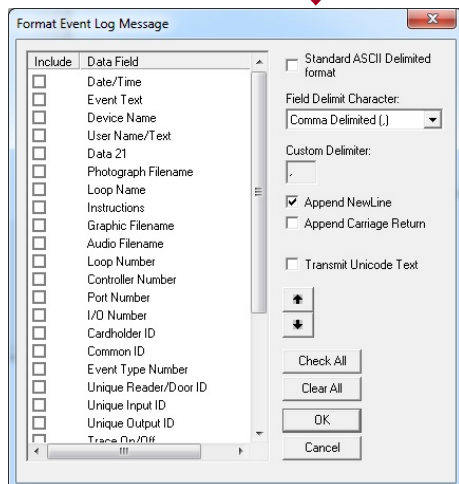 Format Event Log Message
Include Data Field
Date/Time
Event Text
Device Name
User Name/Text
Data 21
Photograph Filename
Loop Name
Instructions
Graphic Filename
Audio Filename
Loop Number
Controller Number
Port Number
I/O Number
Cardholder ID
Common ID
Event Type Number
Unique Reader/Door ID
Unique Input ID
Unique Output ID
Trace On/Off
Standard ASCII Delimited
format
Field Delimit Character:
Comma Delimited (,)
Custom Delimiter:
,
Append NewLine
Append Carriage Return
Transmit Unicode Text
Check All
Clear All
OK
Cancel